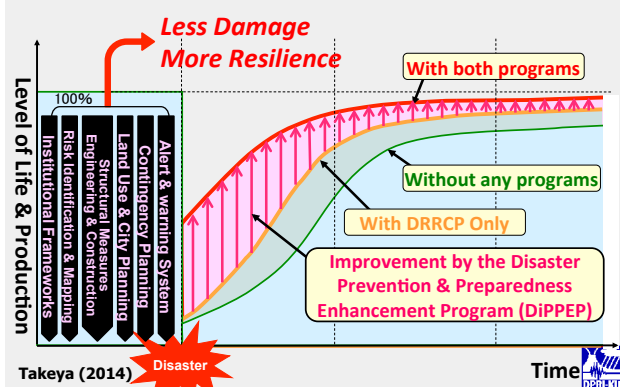 Less Damage
More Resilience
Level of Life & Production
100%
Institutional Frameworks
Risk Identification & Mapping
Structural Measures
Engineering & Construction
Land Use & City Planning
Contingency Planning
Alert & warning System
With both programs
Without any programs
With DRRCP Only
Improvement by the Disaster
Prevention & Preparedness
Enhancement Program (DiPPEP)
Disaster
Takeya (2014)
Time
DPRI-KU